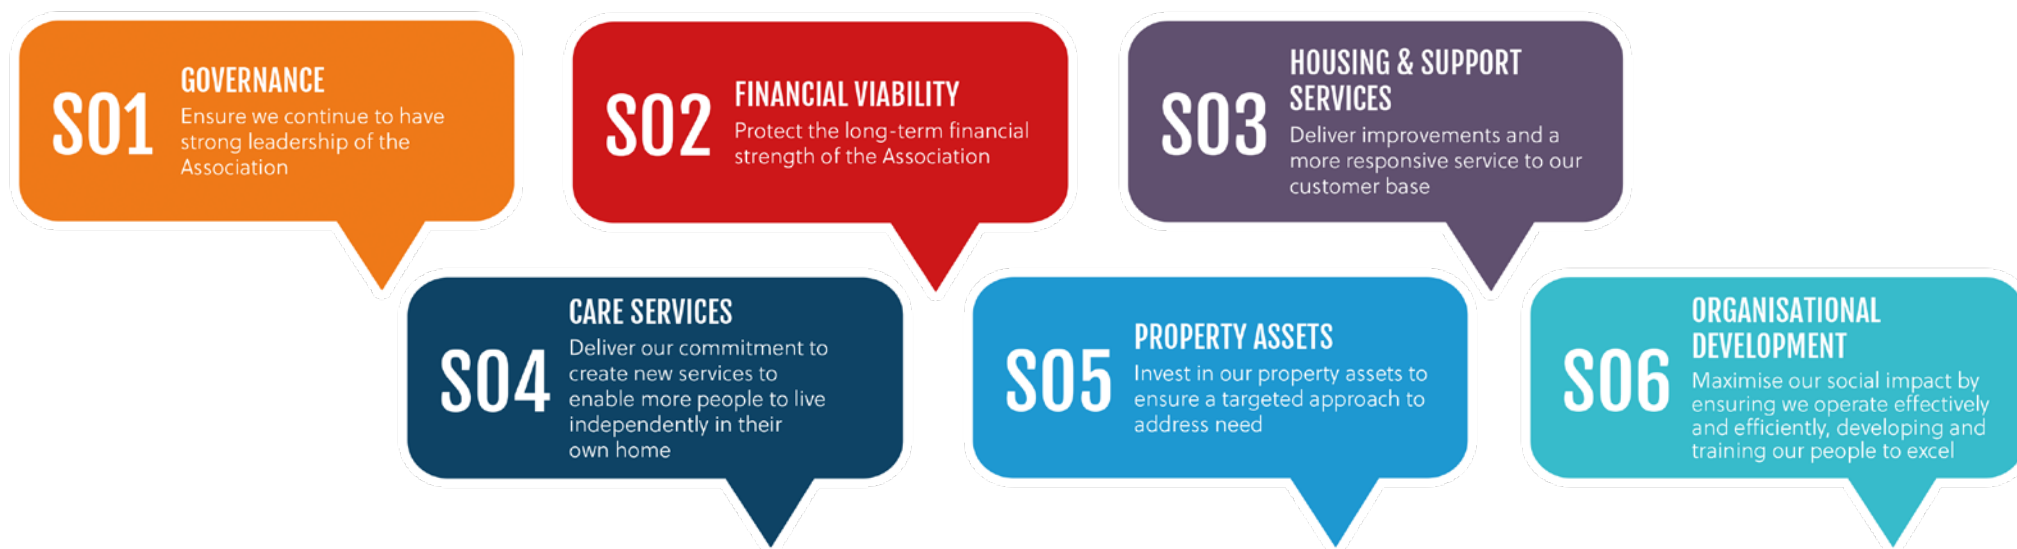 S01
GOVERNANCE
Ensure we continue to have
strong leadership of the
Association
S02
FINANCIAL VIABILITY
Protect the long-term financial
strength of the Association
S03
HOUSING & SUPPORT
SERVICES
Deliver improvements and a
more responsive service to our
customer base
S04
CARE SERVICES
Deliver our commitment to
create new services to
enable more people to live
independently in their
own home
S05
PROPERTY ASSETS
Invest in our property assets to
ensure a targeted approach to
address need
S06
ORGANISATIONAL
DEVELOPMENT
Maximise our social impact by
ensuring we operate effectively
and efficiently, developing and
training our people to excel